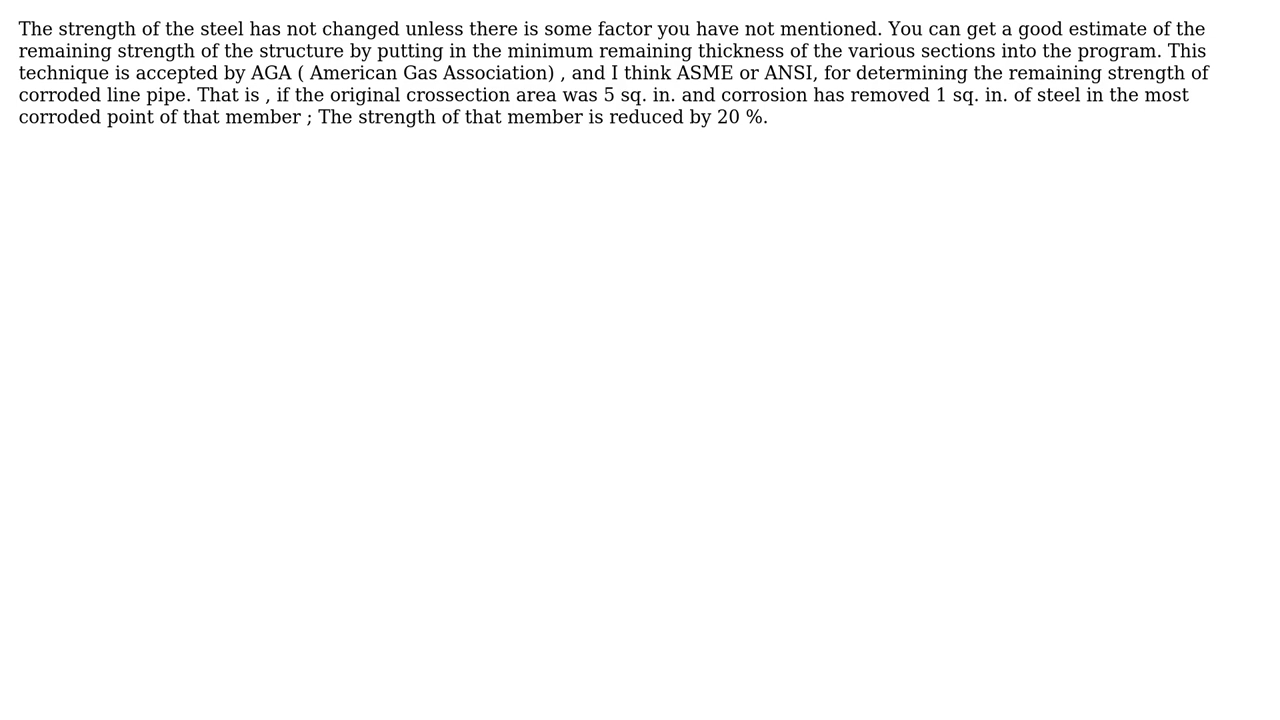 The strength of the steel has not changed unless there is some factor you have not mentioned. You can get a good estimate of the
remaining strength of the structure by putting in the minimum remaining thickness of the various sections into the program. This
technique is accepted by AGA ( American Gas Association) , and I think ASME or ANSI, for determining the remaining strength of
corroded line pipe. That is , if the original crossection area was 5 sq. in. and corrosion has removed 1 sq. in. of steel in the most
corroded point of that member ; The strength of that member is reduced by 20 %.